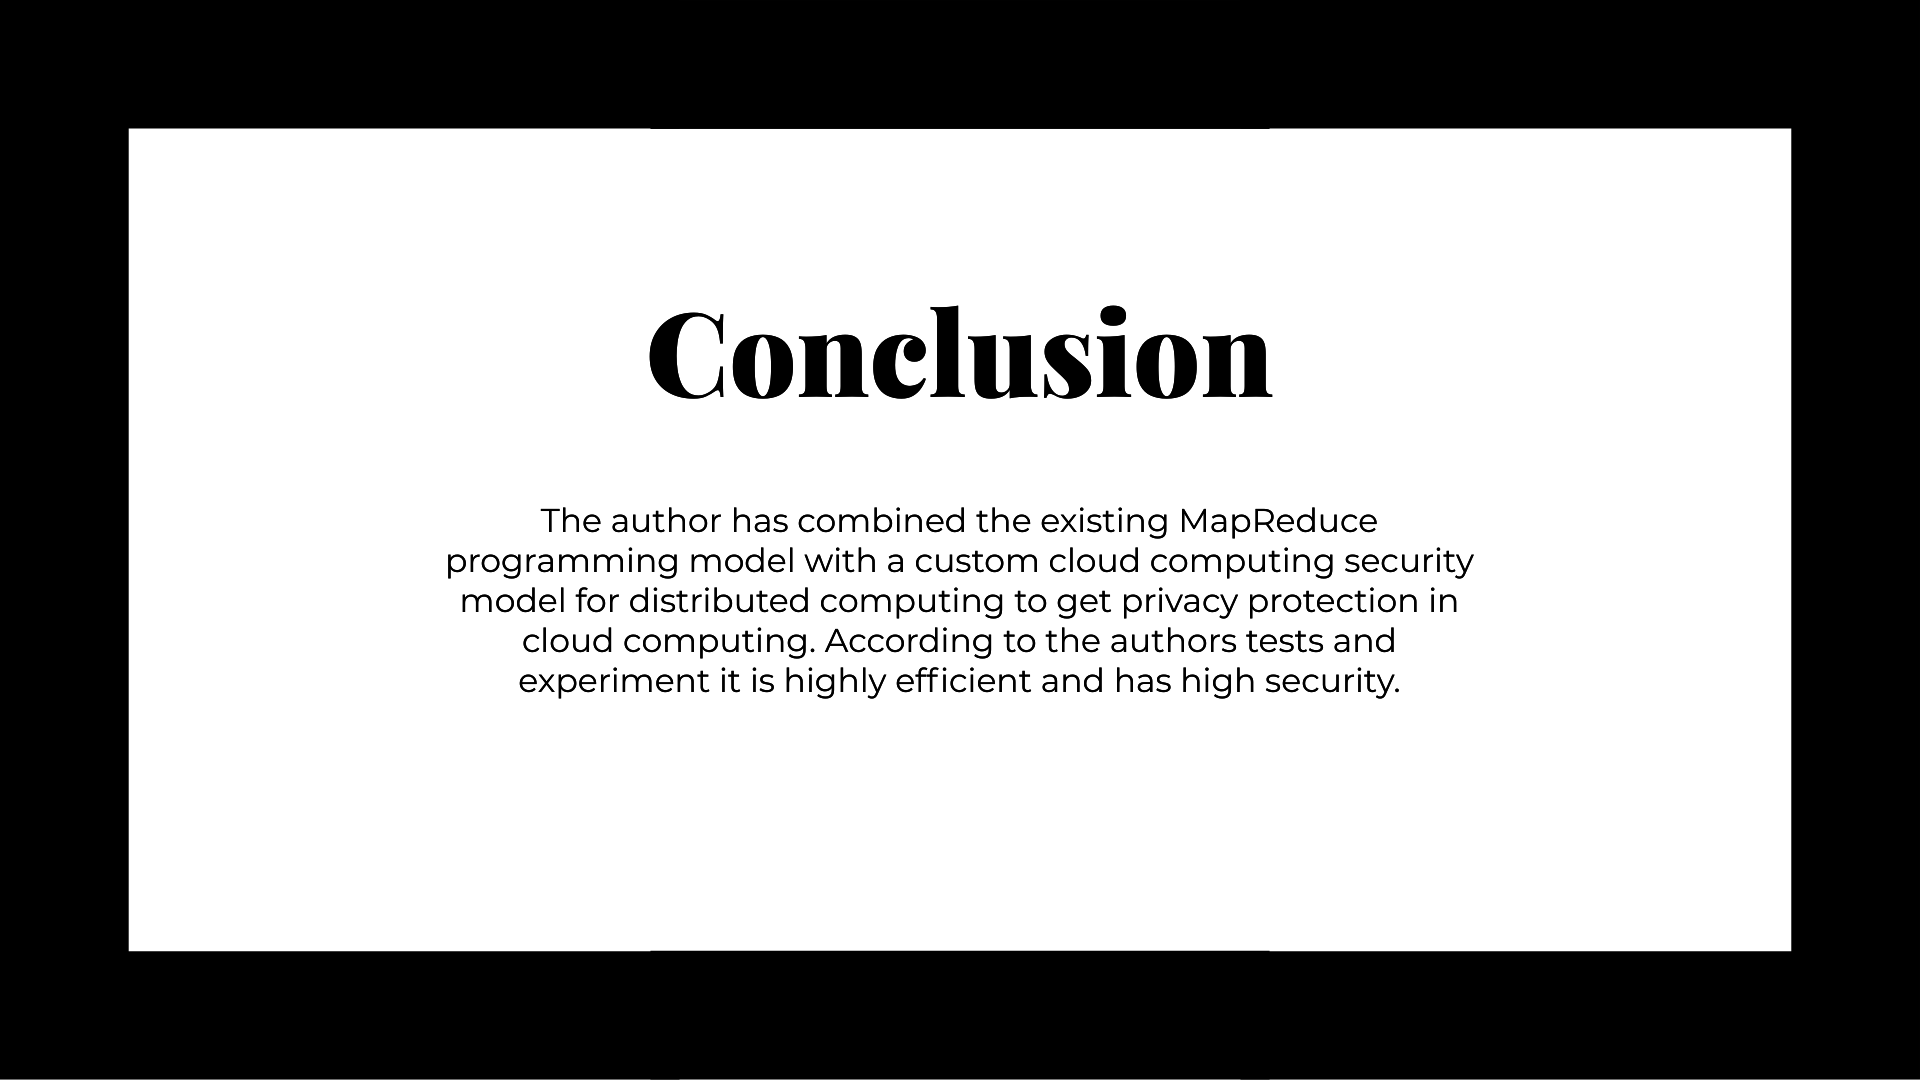 Conclusion
The author has combined the existing MapReduce
programming model with a custom cloud computing security
model for distributed computing to get privacy protection in
cloud computing. According to the authors tests and
experiment it is highly efficient and has high security.